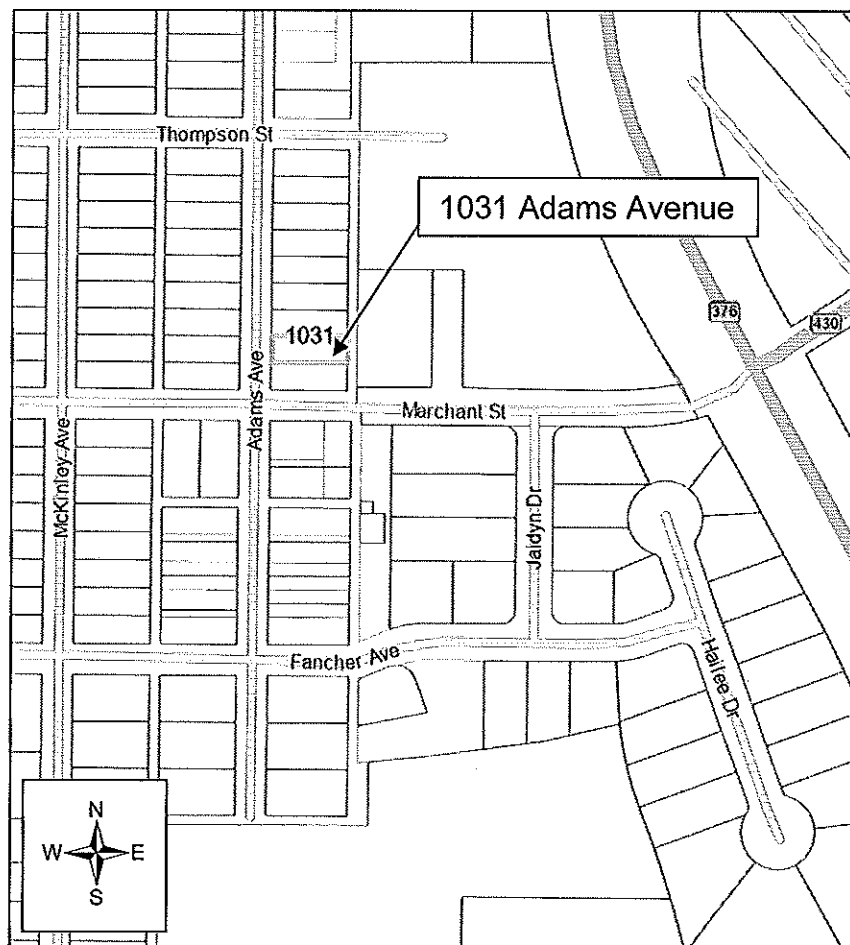 Thompson St
1031 Adams Avenue
376
430
1031
Adams Ave
Marchant St
McKinley Ave
Jaidyn Dr
Fancher Ave
Hailee Dr
N
W E
S